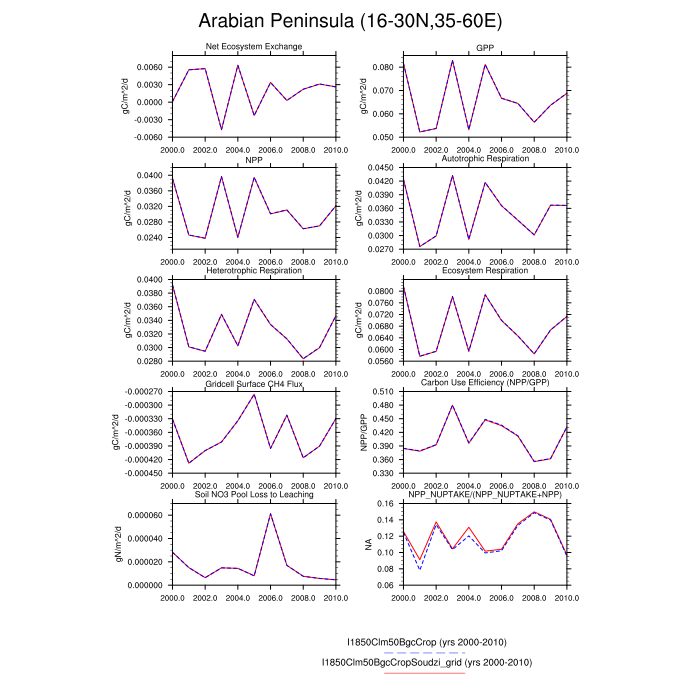 Arabian Peninsula (16-30N,35-60E)
Net Ecosystem Exchange
gC/m^2/d
0.0060
0.0030
0.0000
-0.0030
-0.0060
2000.0 2002.0 2004.0 2006.0 2008.0 2010.0
GPP
gC/m^2/d
0.080
0.070
0.060
0.050
2000.0 2002.0 2004.0 2006.0 2008.0 2010.0
NPP
gC/m^2/d
0.0400
0.0360
0.0320
0.0280
0.0240
2000.0 2002.0 2004.0 2006.0 2008.0 2010.0
Autotrophic Respiration
gC/m^2/d
0.0450
0.0420
0.0390
0.0360
0.0330
0.0300
0.0270
2000.0 2002.0 2004.0 2006.0 2008.0 2010.0
Heterotrophic Respiration
gC/m^2/d
0.0400
0.0380
0.0360
0.0340
0.0320
0.0300
0.0280
2000.0 2002.0 2004.0 2006.0 2008.0 2010.0
Ecosystem Respiration
gC/m^2/d
0.0800
0.0760
0.0720
0.0680
0.0640
0.0600
0.0560
2000.0 2002.0 2004.0 2006.0 2008.0 2010.0
Gridcell Surface CH4 Flux
gC/m^2/d
-0.000270
-0.000300
-0.000330
-0.000360
-0.000390
-0.000420
-0.000450
2000.0 2002.0 2004.0 2006.0 2008.0 2010.0
Carbon Use Efficiency (NPP/GPP)
NPP/GPP
0.510
0.480
0.450
0.420
0.390
0.360
0.330
2000.0 2002.0 2004.0 2006.0 2008.0 2010.0
Soil NO3 Pool Loss to Leaching
gN/m^2/d
0.000060
0.000040
0.000020
0.000000
2000.0 2002.0 2004.0 2006.0 2008.0 2010.0
NPP_NUPTAKE/(NPP_NUPTAKE+NPP)
NA
0.16
0.14
0.12
0.10
0.08
0.06
2000.0 2002.0 2004.0 2006.0 2008.0 2010.0
I1850Clm50BgcCrop (yrs 2000-2010)
I1850Clm50BgcCropSoudzi_grid (yrs 2000-2010)